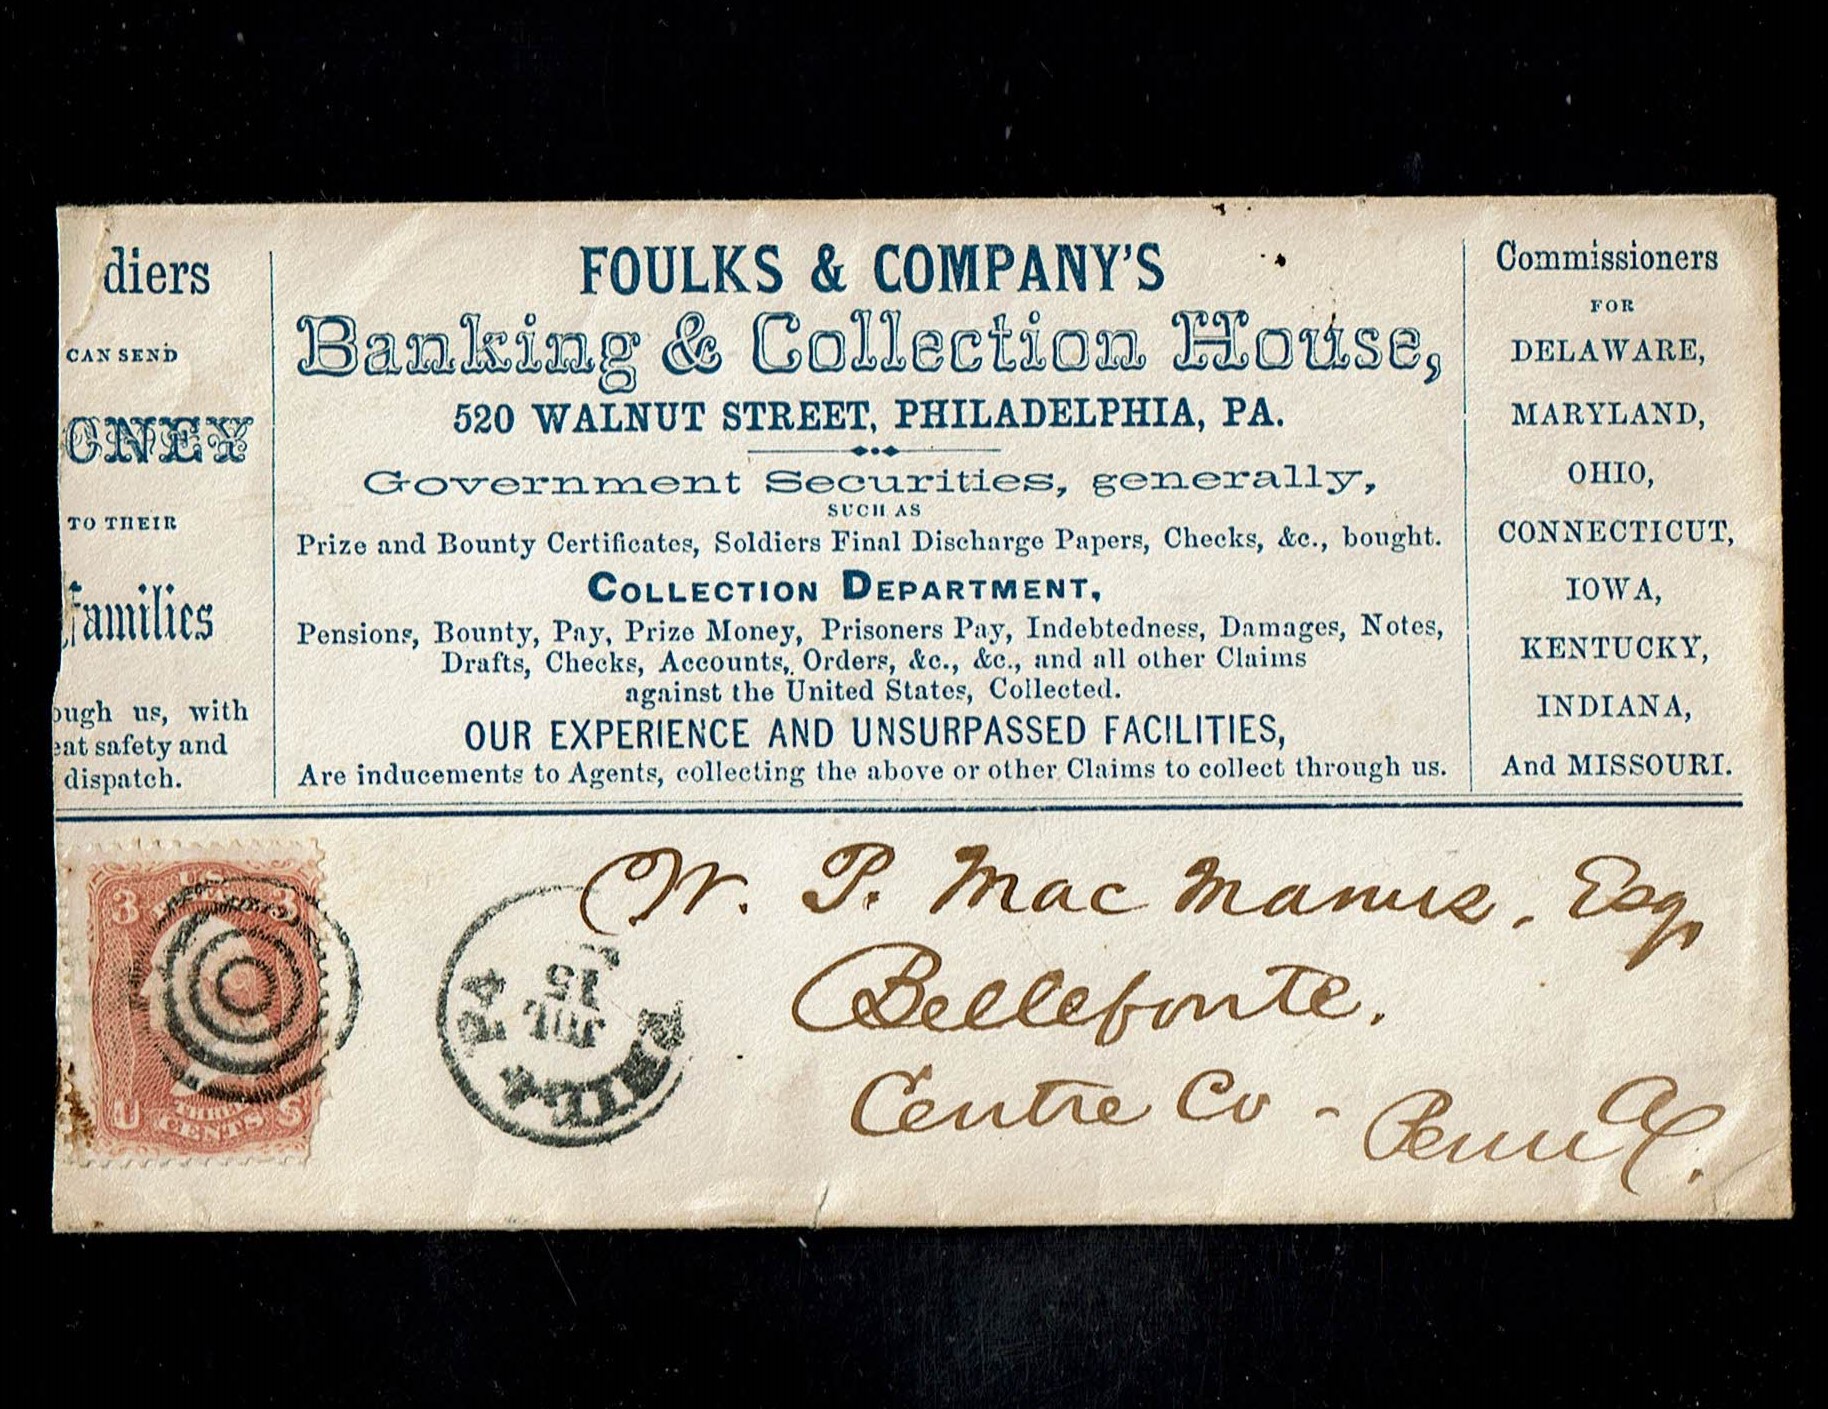 diers
CAN SEND
ONEY
TO THEIR
Families
ough us, with
eat safety and
dispatch.
FOULKS & COMPANY'S
Banking & Collection House,
520 WALNUT STREET, PHILADELPHIA, PA.
Government Securities, generally,
SUCH AS
Prize and Bounty Certificates, Soldiers Final Discharge Papers, Checks, &c., bought.
COLLECTION DEPARTMENT,
Pensions, Bounty, Pay, Prize Money, Prisoners Pay, Indebtedness, Damages, Notes,
Drafts, Checks, Accounts, Orders, &c., &c., and all other Claims
against the United States, Collected.
OUR EXPERIENCE AND UNSURPASSED FACILITIES,
Are inducements to Agents, collecting the above or other Claims to collect through us.
Commissioners
FOR
DELAWARE,
MARYLAND,
OHIO,
CONNECTICUT,
IOWA,
KENTUCKY,
INDIANA,
And MISSOURI.
U.S.
3 3
U S
THREE
CENTS
PHILA PA
JUL
15
W. P. Mac Manus, Esq.
Bellefonte.
Centre Co - Penna.